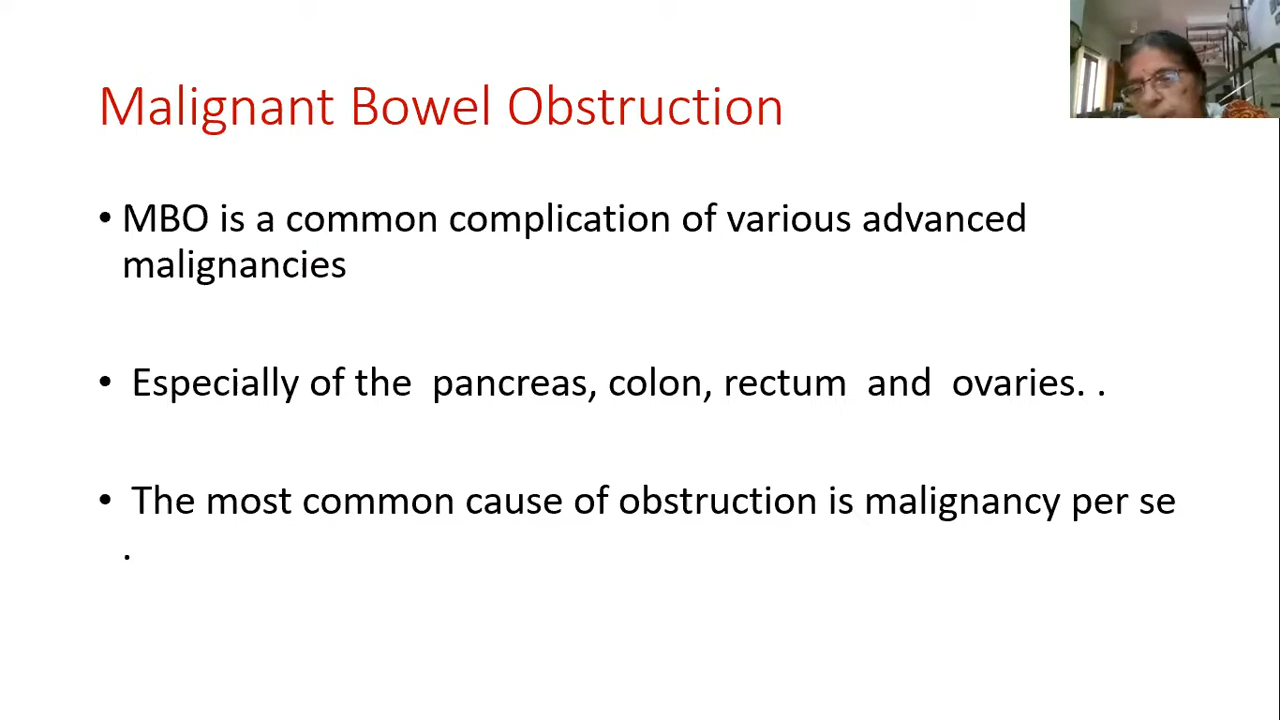 Malignant Bowel Obstruction
• MBO is a common complication of various advanced
malignancies
• Especially of the pancreas, colon, rectum and ovaries. .
• The most common cause of obstruction is malignancy per se
.